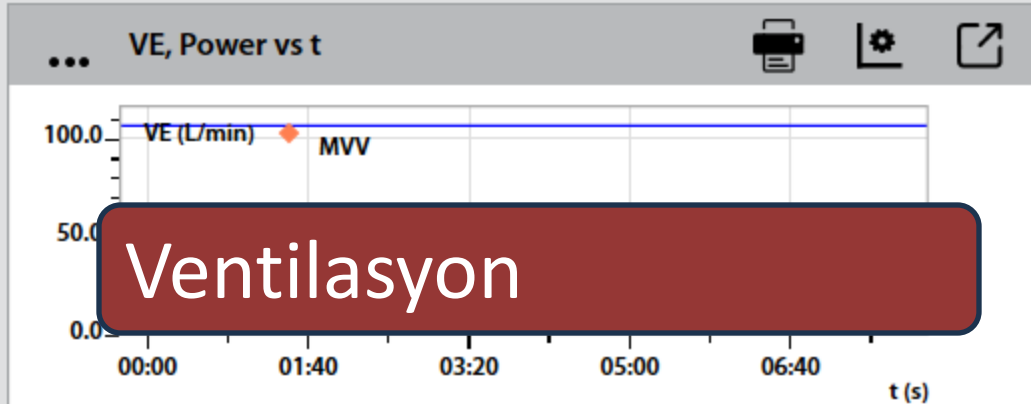 ... VE, Power vs t
100.0
VE (L/min)
MVV
50.0
Ventilasyon
0.0
00:00 01:40 03:20 05:00 06:40
t (s)